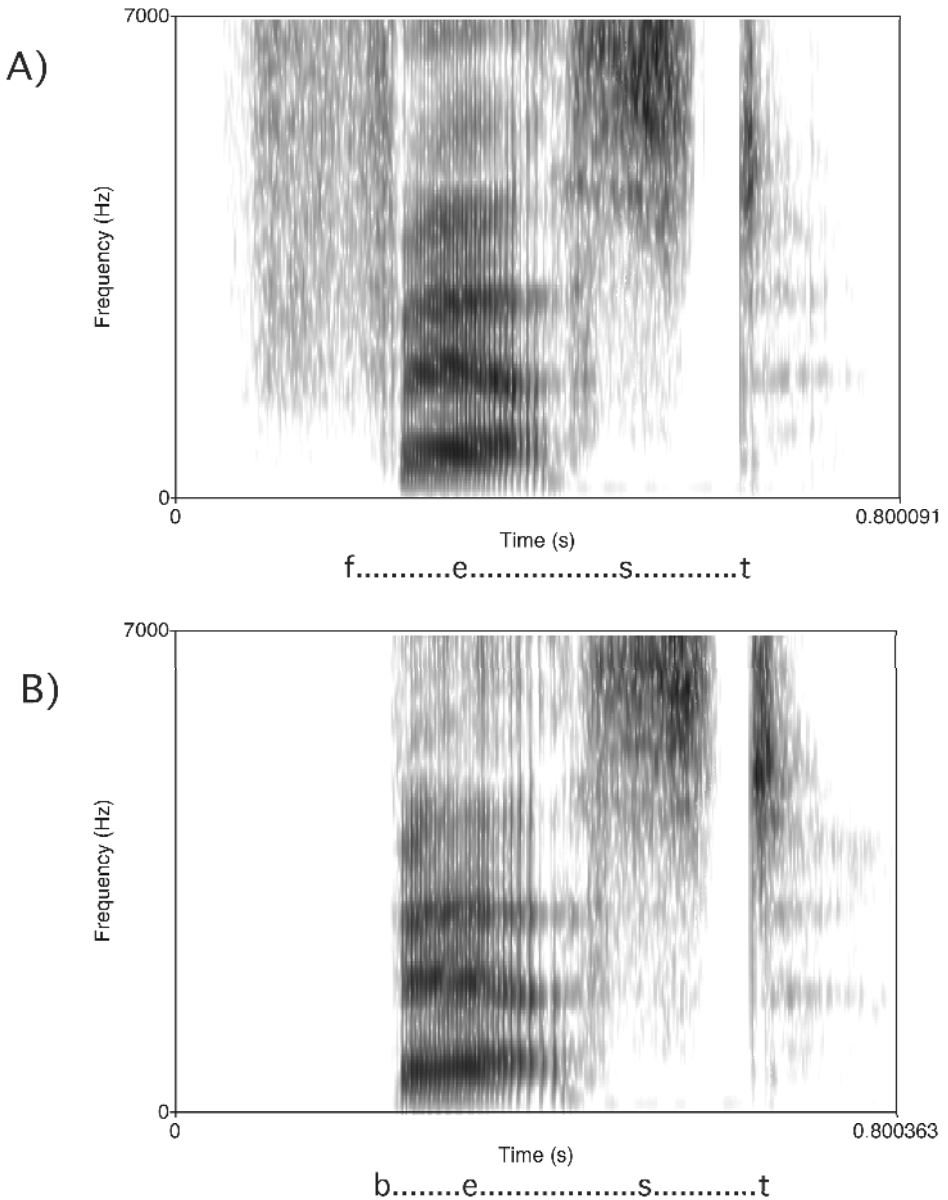 A)
7000
Frequency (Hz)
0
0
0.800091
Time (s)
f...........e.................s............t
B)
7000
Frequency (Hz)
0
0
0.800363
Time (s)
b........e..................s............t